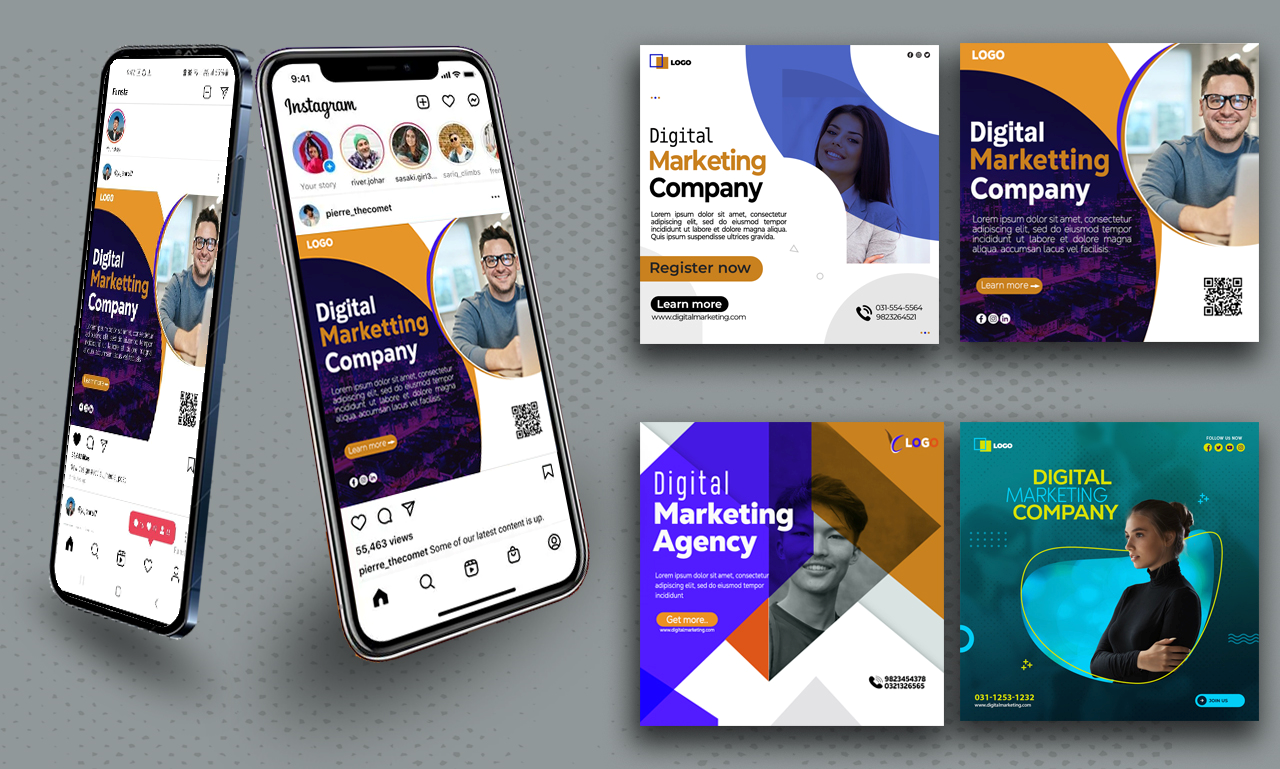 LOGO
Digital
Marketting
Company
Learn more
9:41
Instagram
Your story
river.johar
sasaki.girl3...
sariq_climbs
pierre_thecomet
LOGO
Digital
Marketting
Company
Lorem ipsum dolor sit amet, consectetur
adipiscing elit, sed do eiusmod tempor
incididunt ut labore et dolore magna
aliqua. accumsan lacus vel facilisis.
Learn more
55,463 views
pierre_thecomet Some of our latest content is up.
LOGO
Digital
Marketing
Company
Lorem ipsum dolor sit amet, consectetur
adipiscing elit, sed do eiusmod tempor
incididunt ut labore et dolore magna aliqua.
Quis ipsum suspendisse ultrices gravida.
Register now
Learn more
www.digitalmarketing.com
031-554-5564
9823264521
LOGO
Digital
Marketting
Company
Lorem ipsum dolor sit amet, consectetur
adipiscing elit, sed do eiusmod tempor
incididunt ut labore et dolore magna
aliqua. accumsan lacus vel facilisis.
Learn more
LOGO
Digital
Marketing
Agency
Lorem ipsum dolor sit amet, consectetur
adipiscing elit, sed do eiusmod tempor
incididunt
Get more..
www.digitalmarketing.com
9823454378
0321326565
LOGO
FOLLOW US NOW
DIGITAL
MARKETING
COMPANY
031-1253-1232
www.digitalmarketing.com
JOIN US